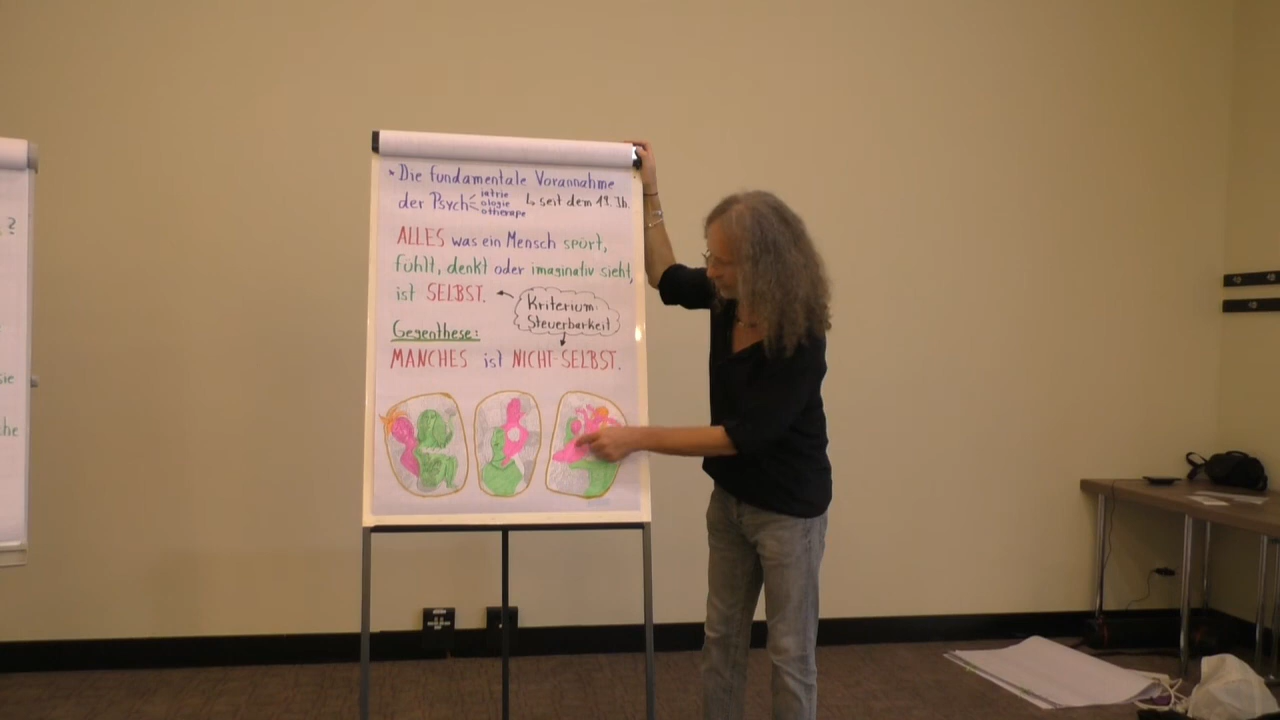 * Die fundamentale Vorannahme
der Psych iatrie ologie otherapie ↳ seit dem 19. Jh.
ALLES was ein Mensch spürt,
fühlt, denkt oder imaginativ sieht,
ist SELBST.
Kriterium:
Steuerbarkeit
Gegenthese:
MANCHES ist NICHT-SELBST.
?